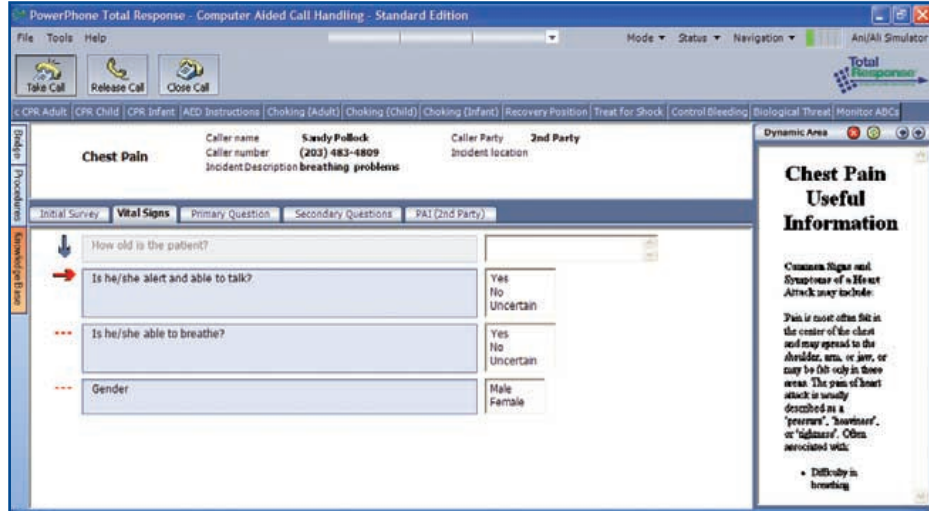 PowerPhone Total Response - Computer Aided Call Handling - Standard Edition
File Tools Help
Mode Status Navigation Ani/Ali Simulator
Take Call Release Call Close Call
Total Response
c CPR Adult CPR Child CPR Infant AED Instructions Choking (Adult) Choking (Child) Choking (Infant) Recovery Position Treat for Shock Control Bleeding Biological Threat Monitor ABCs
Bridge
Procedures
Knowledge Base
Chest Pain
Caller name Sandy Pollock Caller Party 2nd Party
Caller number (203) 483-4809 Incident location
Incident Description breathing problems
Initial Survey Vital Signs Primary Question Secondary Questions PAI (2nd Party)
How old is the patient?
Is he/she alert and able to talk?
Yes
No
Uncertain
Is he/she able to breathe?
Yes
No
Uncertain
Gender
Male
Female
Dynamic Area
Chest Pain
Useful
Information
Common Signs and
Symptoms of a Heart
Attack may include:
Pain is most often felt in
the center of the chest
and may spread to the
shoulder, arm, or jaw, or
may be felt only in these
areas. The pain of heart
attack is usually
described as a
"pressure", "heaviness",
or "tightness". Often
associated with:
• Difficulty in
breathing